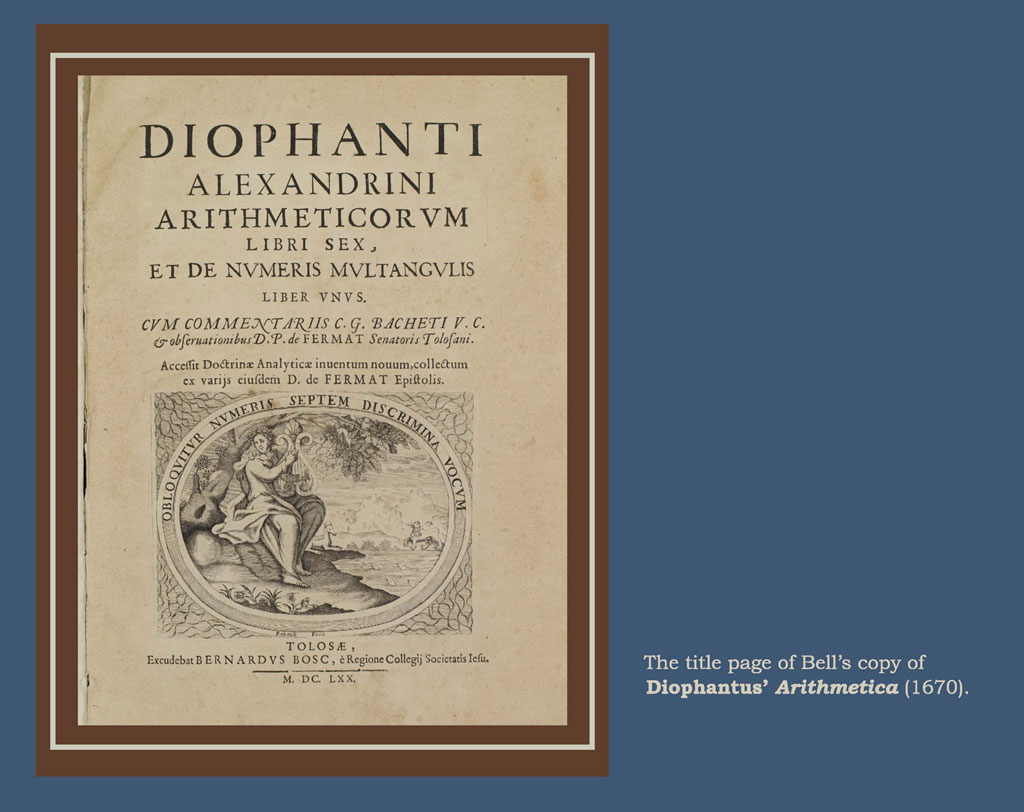 DIOPHANTI
ALEXANDRINI
ARITHMETICORVM
LIBRI SEX,
ET DE NVMERIS MVLTANGVLIS
LIBER VNVS.
CVM COMMENTARIIS C. G. BACHETI V. C.
& obſeruationibus D. P. de FERMAT Senatoris Toloſani.
Acceſſit Doctrinæ Analyticæ inuentum nouum, collectum
ex varijs eiuſdem D. de FERMAT Epiſtolis.
OBLOQVITVR NVMERIS SEPTEM DISCRIMINA VOCVM
TOLOSÆ,
Excudebat BERNARDVS BOSC, è Regione Collegij Societatis Ieſu.
M. DC. LXX.
The title page of Bell’s copy of
Diophantus’ Arithmetica (1670).